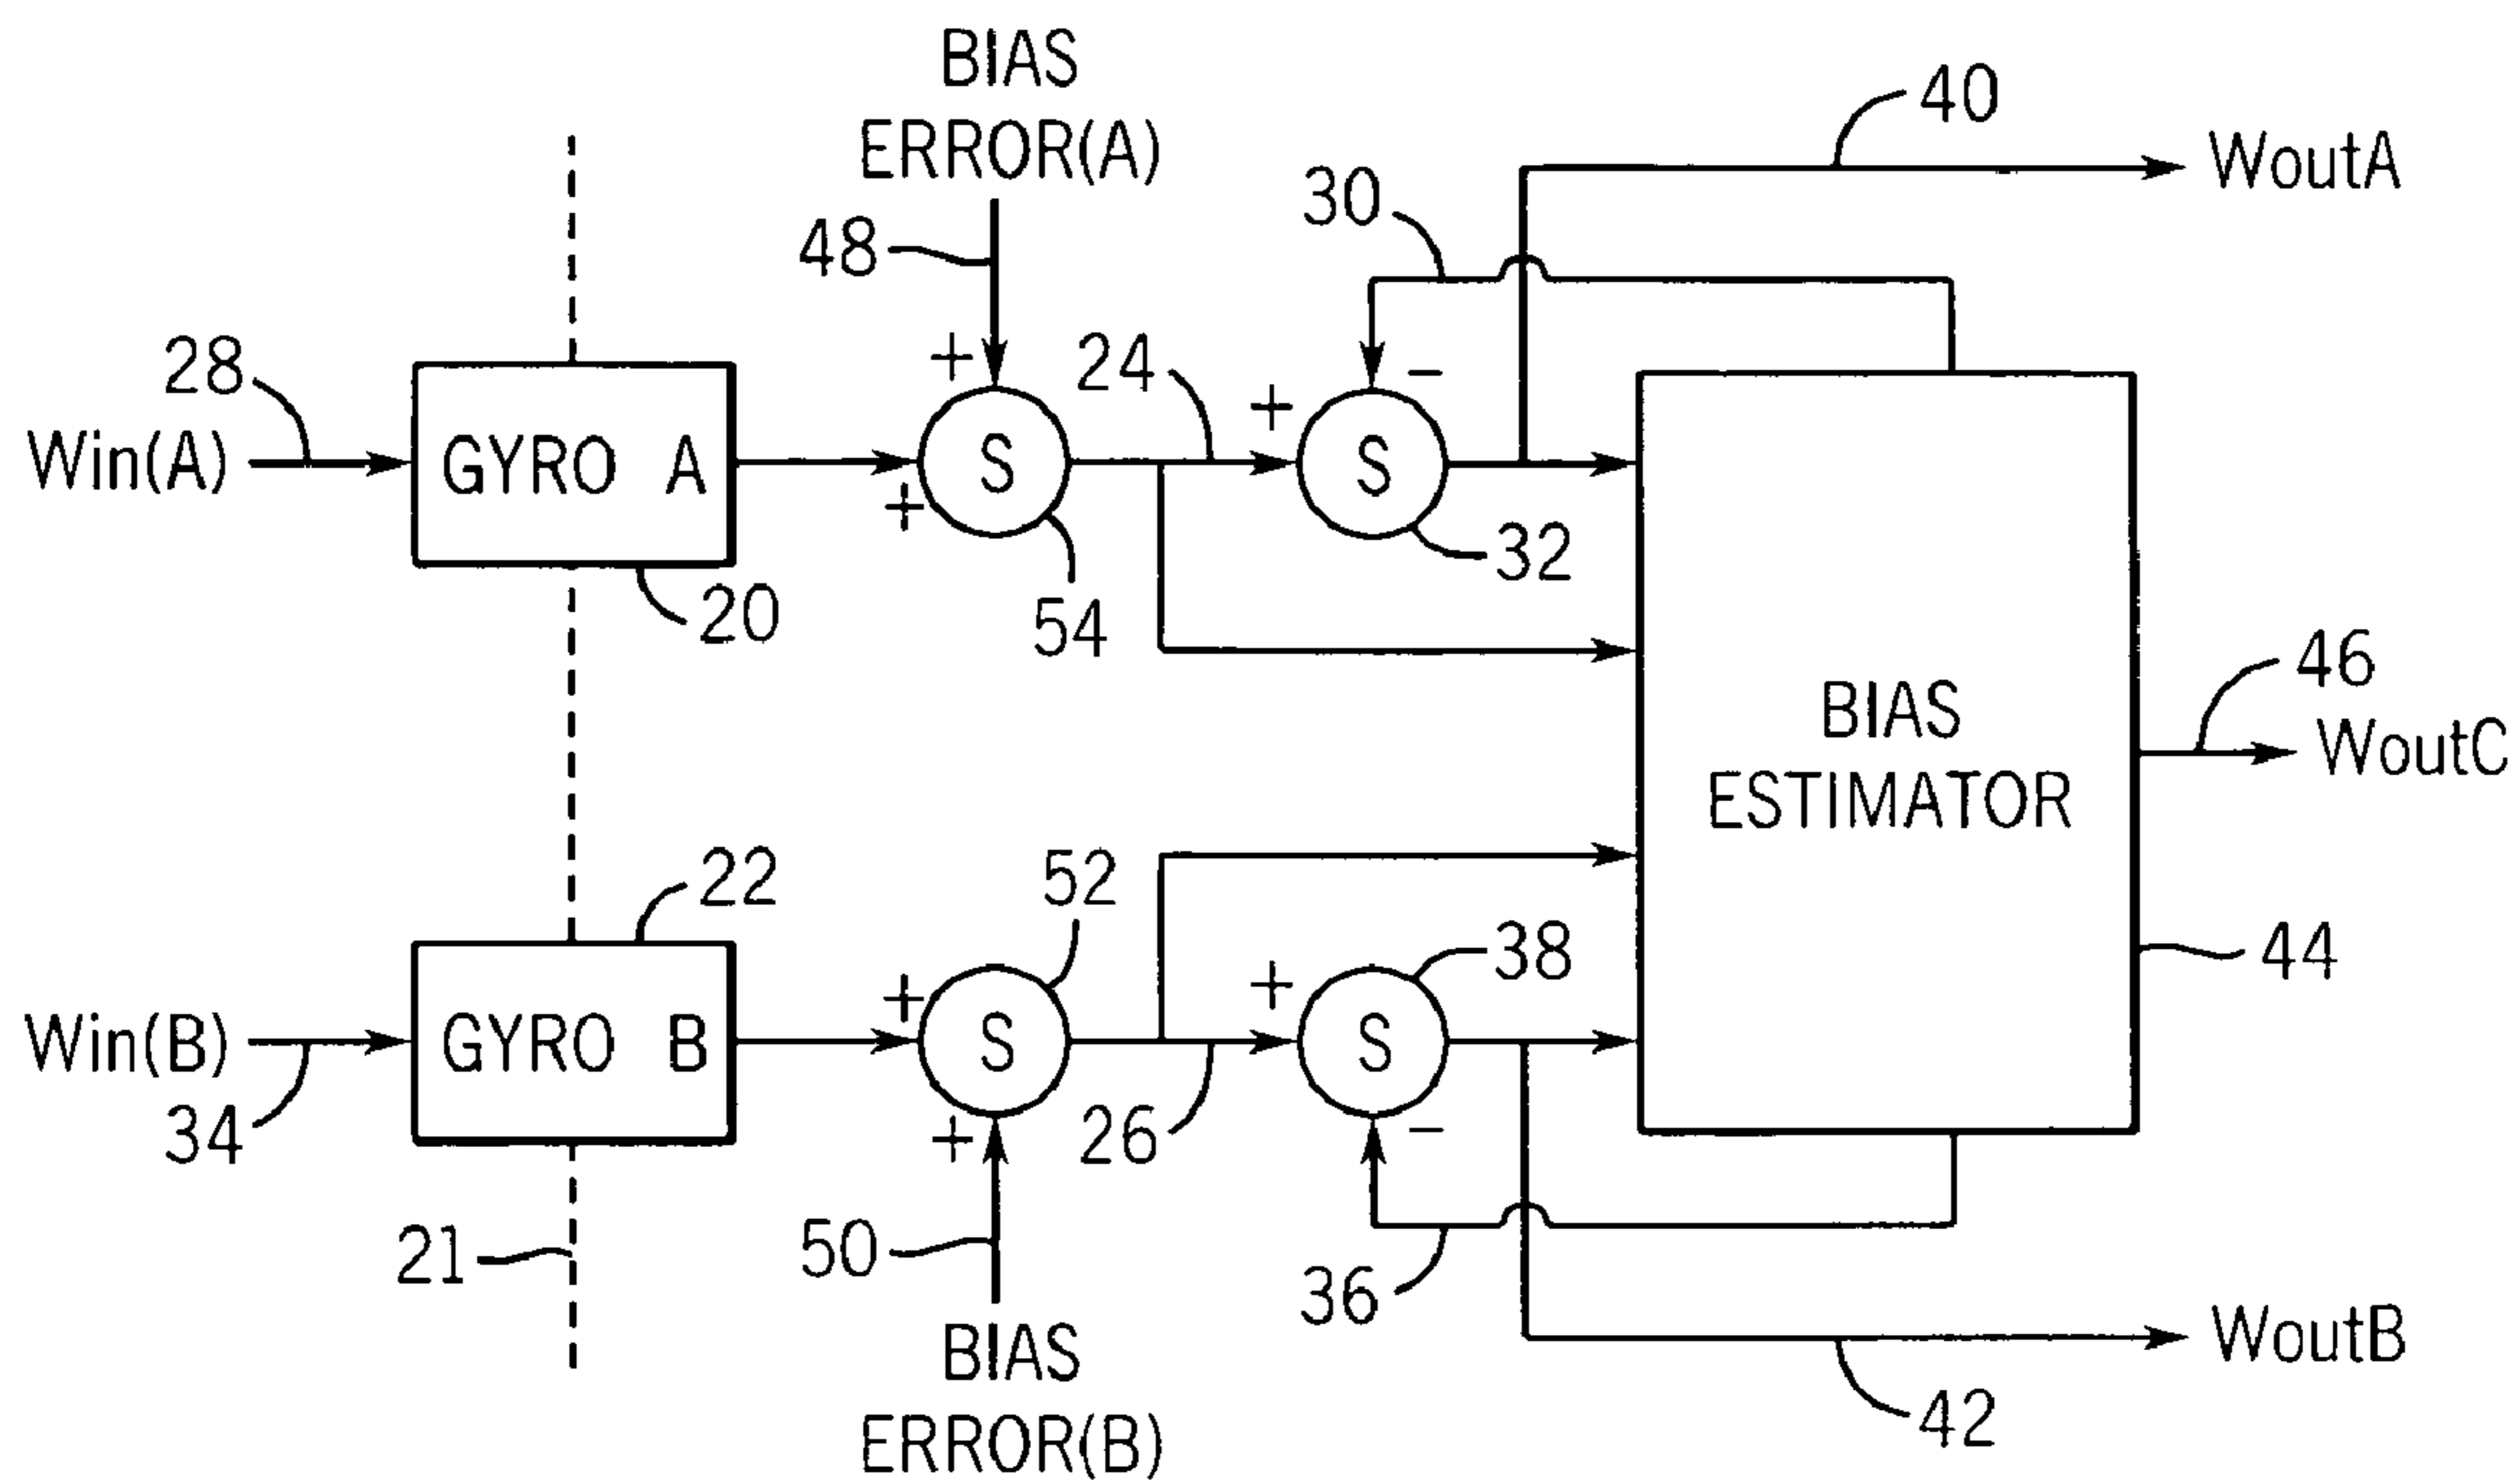 BIAS
ERROR(A)
40
WoutA
30
48
28
24
+
+
-
Win(A)
GYRO A
S
S
+
32
20
54
46
BIAS
ESTIMATOR
WoutC
22
52
38
44
+
+
Win(B)
GYRO B
S
S
34
+
26
-
21
50
36
BIAS
ERROR(B)
WoutB
42